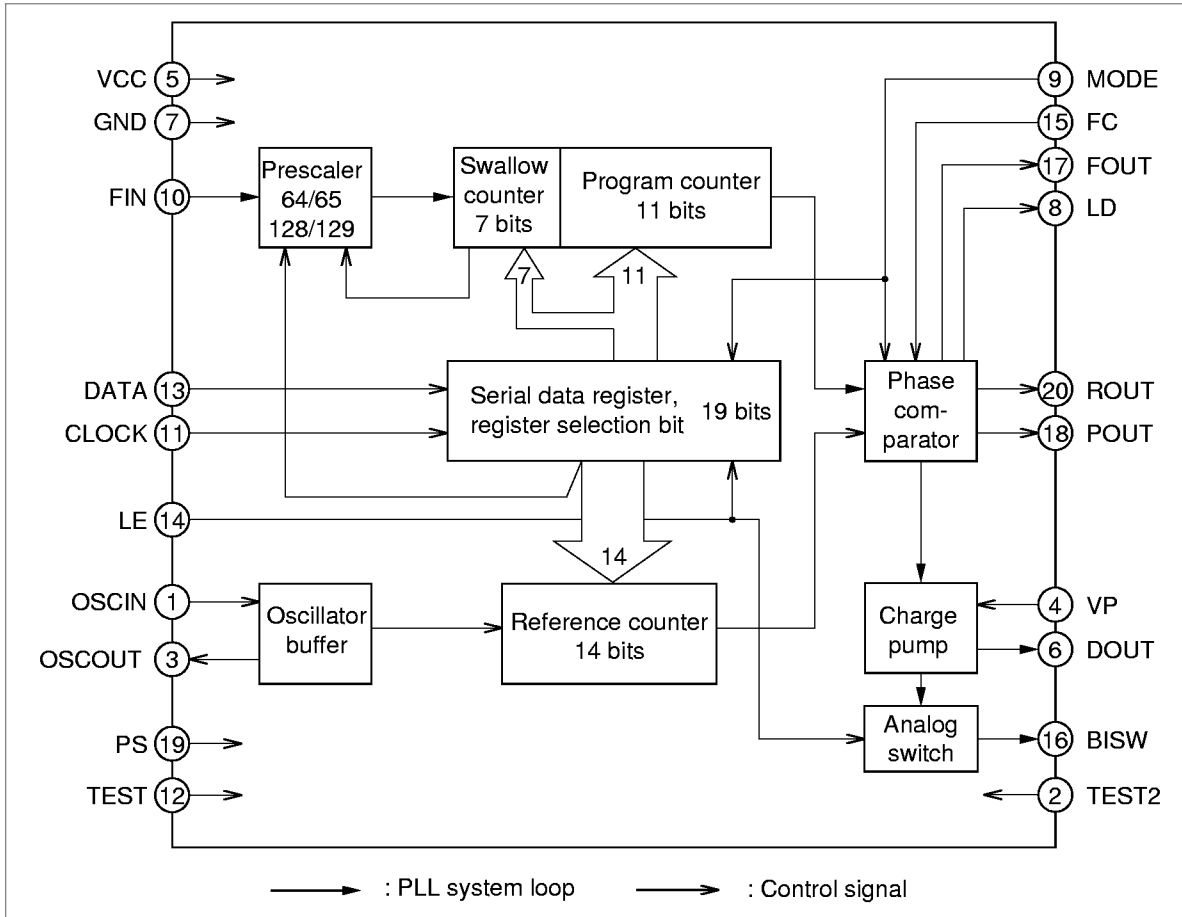 VCC 5
9 MODE
GND 7
15 FC
17 FOUT
FIN 10
8 LD
Prescaler
64/65
128/129
Swallow
counter
7 bits
Program counter
11 bits
7
11
DATA 13
CLOCK 11
Serial data register,
register selection bit
19 bits
Phase
com-
parator
20 ROUT
18 POUT
LE 14
14
OSCIN 1
OSCOUT 3
Oscillator
buffer
Reference counter
14 bits
Charge
pump
4 VP
6 DOUT
PS 19
Analog
switch
16 BISW
TEST 12
2 TEST2
: PLL system loop
: Control signal